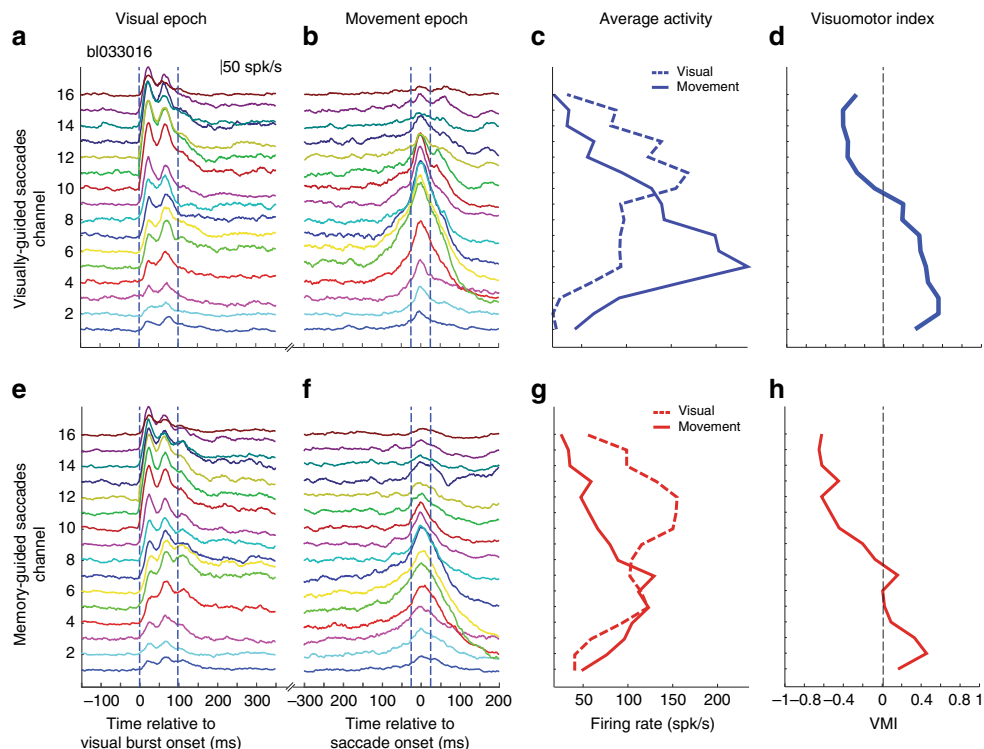 Visual epoch
Movement epoch
Average activity
Visuomotor index
a
b
c
d
bl033016
50 spk/s
Visual
Movement
Visually-guided saccades
channel
16
14
12
10
8
6
4
2
e
f
g
h
Visual
Movement
Memory-guided saccades
channel
16
14
12
10
8
6
4
2
−100 0 100 200 300
−300 −200 −100 0 100 200
100 150 200
−1 −0.8 −0.4 0 0.4 0.8 1
Time relative to
visual burst onset (ms)
Time relative to
saccade onset (ms)
Firing rate (spk/s)
VMI